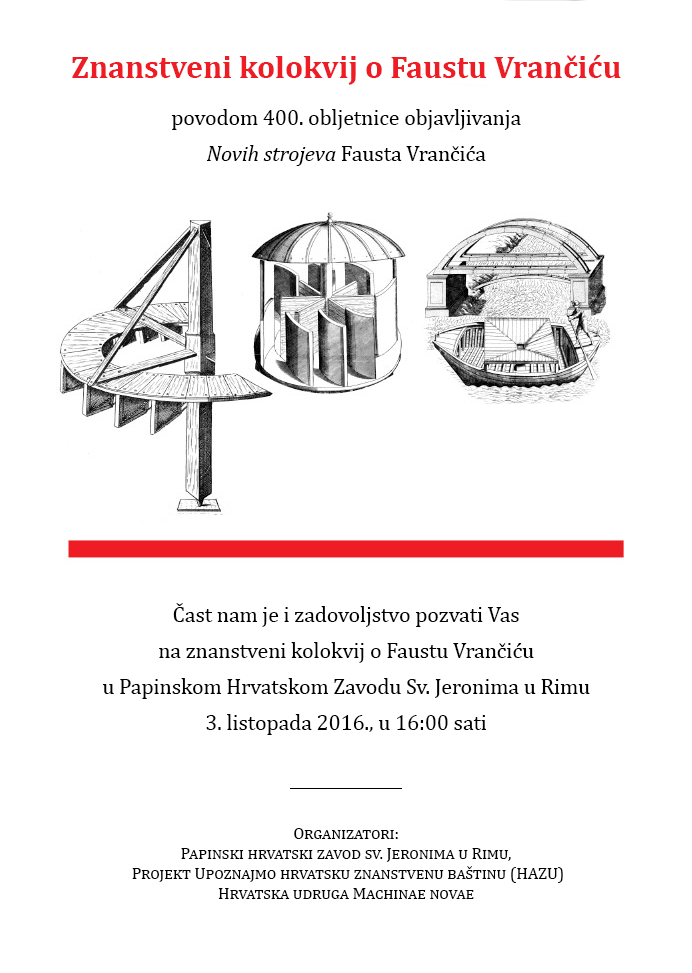 Znanstveni kolokvij o Faustu Vrančiću
povodom 400. obljetnice objavljivanja
Novih strojeva Fausta Vrančića
Čast nam je i zadovoljstvo pozvati Vas
na znanstveni kolokvij o Faustu Vrančiću
u Papinskom Hrvatskom Zavodu Sv. Jeronima u Rimu
3. listopada 2016., u 16:00 sati
Organizatori:
Papinski hrvatski zavod sv. Jeronima u Rimu,
Projekt Upoznajmo hrvatsku znanstvenu baštinu (HAZU)
Hrvatska udruga Machinae novae